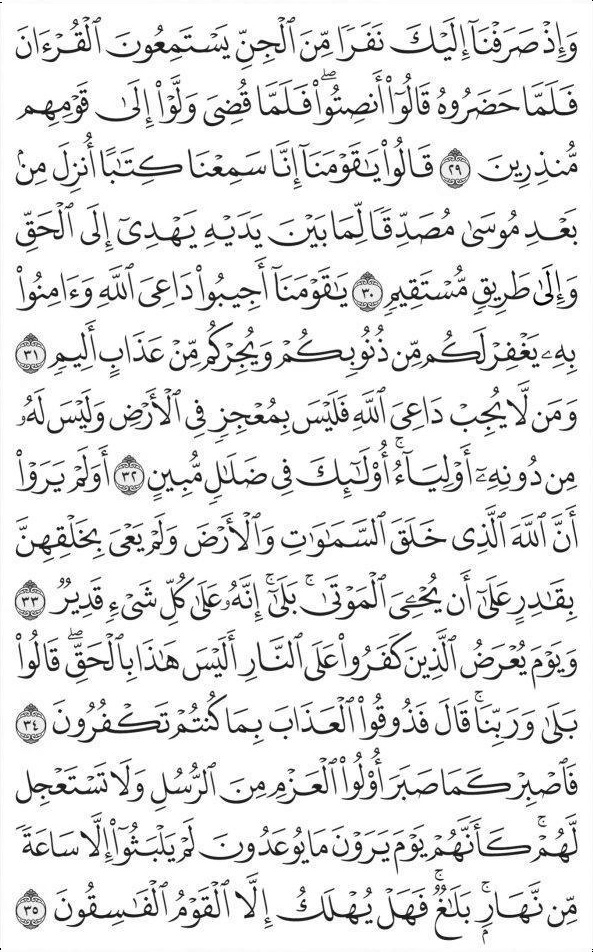 وَإِذْ صَرَفْنَآ إِلَيْكَ نَفَرًا مِّنَ ٱلْجِنِّ يَسْتَمِعُونَ ٱلْقُرْءَانَ
فَلَمَّا حَضَرُوهُ قَالُوٓا۟ أَنصِتُوا۟ ۖ فَلَمَّا قُضِىَ وَلَّوْا۟ إِلَىٰ قَوْمِهِم
مُّنذِرِينَ ٢٩ قَالُوا۟ يَـٰقَوْمَنَآ إِنَّا سَمِعْنَا كِتَـٰبًا أُنزِلَ مِنۢ
بَعْدِ مُوسَىٰ مُصَدِّقًا لِّمَا بَيْنَ يَدَيْهِ يَهْدِىٓ إِلَى ٱلْحَقِّ
وَإِلَىٰ طَرِيقٍ مُّسْتَقِيمٍ ٣٠ يَـٰقَوْمَنَآ أَجِيبُوا۟ دَاعِىَ ٱللَّهِ وَءَامِنُوا۟
بِهِۦ يَغْفِرْ لَكُم مِّن ذُنُوبِكُمْ وَيُجِرْكُم مِّنْ عَذَابٍ أَلِيمٍ ٣١
وَمَن لَّا يُجِبْ دَاعِىَ ٱللَّهِ فَلَيْسَ بِمُعْجِزٍ فِى ٱلْأَرْضِ وَلَيْسَ لَهُۥ
مِن دُونِهِۦٓ أَوْلِيَآءُ ۚ أُو۟لَـٰٓئِكَ فِى ضَلَـٰلٍ مُّبِينٍ ٣٢ أَوَلَمْ يَرَوْا۟
أَنَّ ٱللَّهَ ٱلَّذِى خَلَقَ ٱلسَّمَـٰوَٰتِ وَٱلْأَرْضَ وَلَمْ يَعْىَ بِخَلْقِهِنَّ
بِقَـٰدِرٍ عَلَىٰٓ أَن يُحْـِۧىَ ٱلْمَوْتَىٰ ۚ بَلَىٰٓ إِنَّهُۥ عَلَىٰ كُلِّ شَىْءٍ قَدِيرٌ ٣٣
وَيَوْمَ يُعْرَضُ ٱلَّذِينَ كَفَرُوا۟ عَلَى ٱلنَّارِ أَلَيْسَ هَـٰذَا بِٱلْحَقِّ ۖ قَالُوا۟
بَلَىٰ وَرَبِّنَا ۚ قَالَ فَذُوقُوا۟ ٱلْعَذَابَ بِمَا كُنتُمْ تَكْفُرُونَ ٣٤
فَٱصْبِرْ كَمَا صَبَرَ أُو۟لُوا۟ ٱلْعَزْمِ مِنَ ٱلرُّسُلِ وَلَا تَسْتَعْجِل
لَّهُمْ ۚ كَأَنَّهُمْ يَوْمَ يَرَوْنَ مَا يُوعَدُونَ لَمْ يَلْبَثُوٓا۟ إِلَّا سَاعَةً
مِّن نَّهَارٍۭ ۚ بَلَـٰغٌ ۚ فَهَلْ يُهْلَكُ إِلَّا ٱلْقَوْمُ ٱلْفَـٰسِقُونَ ٣٥